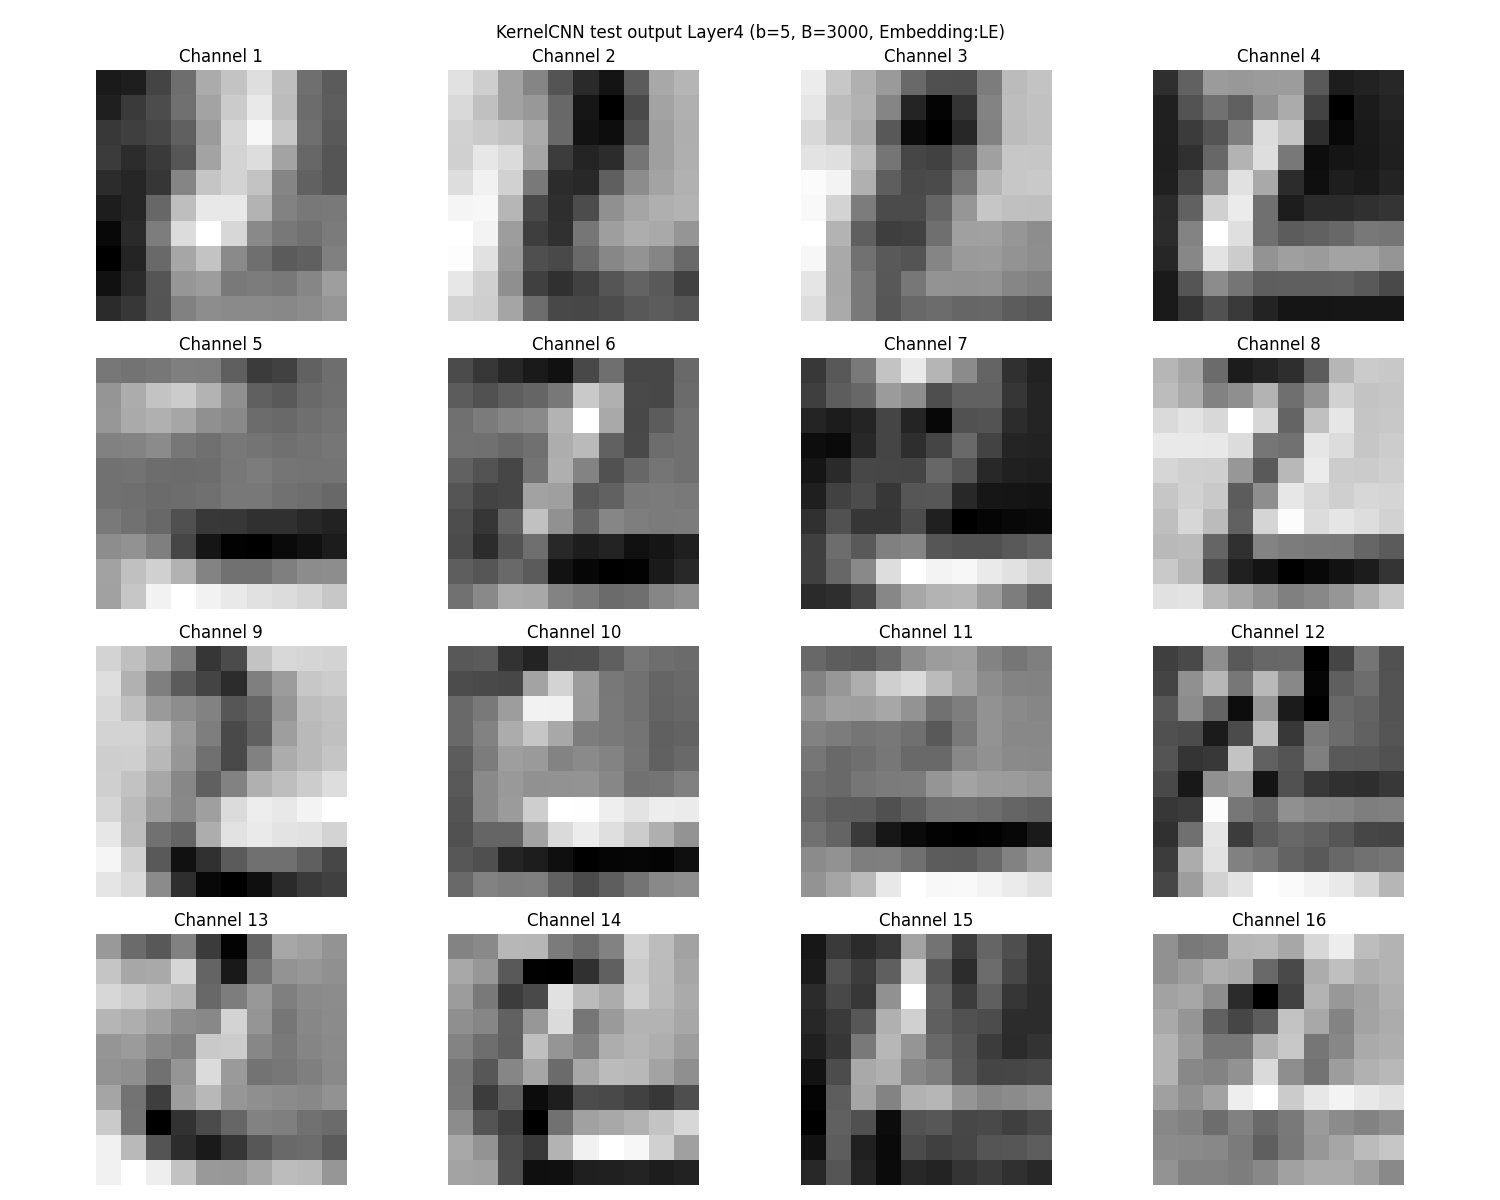 KernelCNN test output Layer4 (b=5, B=3000, Embedding:LE)
Channel 1
Channel 2
Channel 3
Channel 4
Channel 5
Channel 6
Channel 7
Channel 8
Channel 9
Channel 10
Channel 11
Channel 12
Channel 13
Channel 14
Channel 15
Channel 16